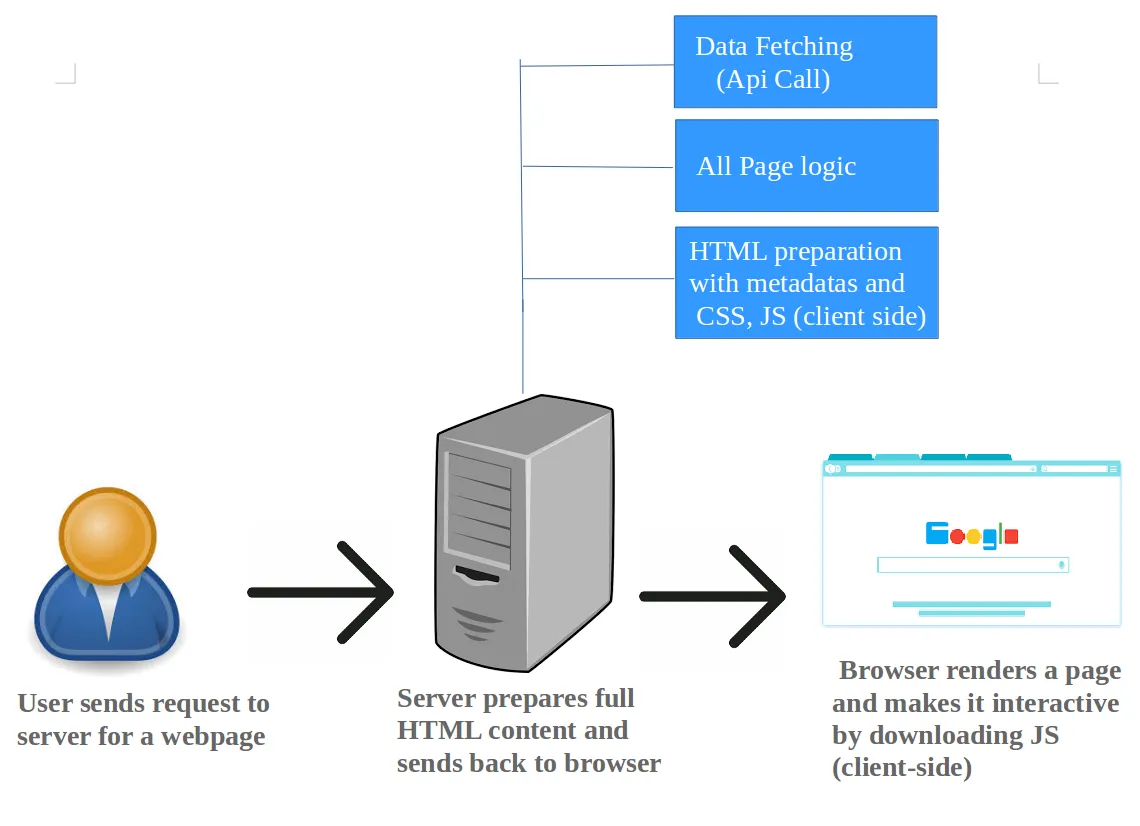 Data Fetching
(Api Call)
All Page logic
HTML preparation
with metadatas and
CSS, JS (client side)
Google
User sends request to
server for a webpage
Server prepares full
HTML content and
sends back to browser
Browser renders a page
and makes it interactive
by downloading JS
(client-side)